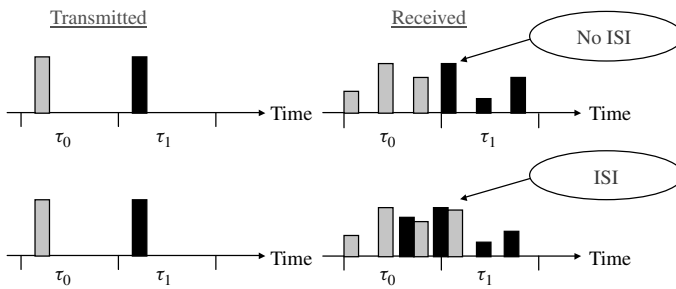 Transmitted
Received
No ISI
Time
Time
τ0
τ1
τ0
τ1
ISI
Time
Time
τ0
τ1
τ0
τ1